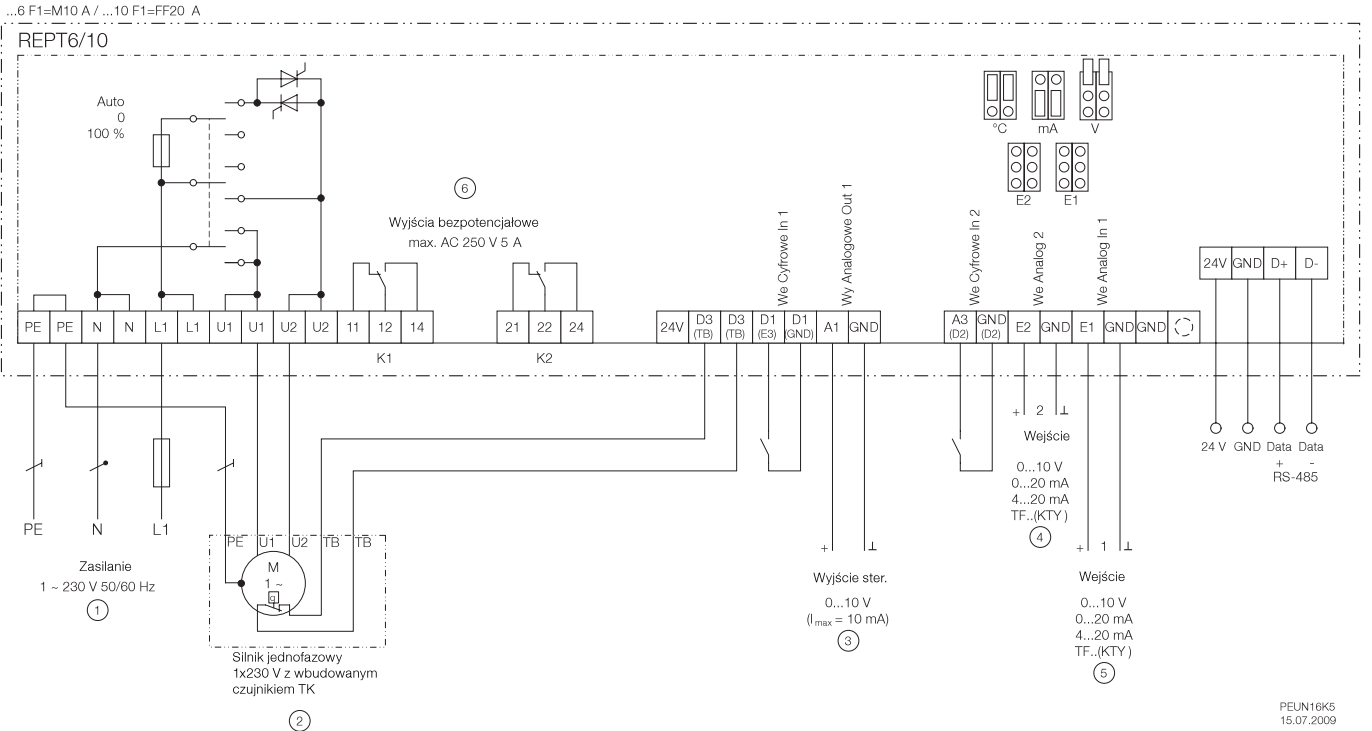 ...6 F1=M10 A / ...10 F1=FF20 A
REPT6/10
Auto
0
100 %
6
Wyjścia bezpotencjałowe
max. AC 250 V 5 A
°C
mA
V
E2
E1
We Cyfrowe In 1
Wy Analogowe Out 1
We Cyfrowe In 2
We Analog 2
We Analog In 1
24V
GND
D+
D-
PE
PE
N
N
L1
L1
U1
U1
U2
U2
11
12
14
21
22
24
24V
D3
(TB)
D3
(TB)
D1
(E3)
D1
(GND)
A1
GND
A3
(D2)
GND
(D2)
E2
GND
E1
GND
GND
K1
K2
+ 2 ⊥
Wejście
0...10 V
0...20 mA
4...20 mA
TF..(KTY )
4
24 V
GND
Data
+
Data
-
RS-485
PE
N
L1
Zasilanie
1 ~ 230 V 50/60 Hz
1
PE
U1
U2
TB
TB
M
1 ~
Silnik jednofazowy
1x230 V z wbudowanym
czujnikiem TK
2
+ ⊥
Wyjście ster.
0...10 V
(Imax = 10 mA)
3
+ 1 ⊥
Wejście
0...10 V
0...20 mA
4...20 mA
TF..(KTY )
5
PEUN16K5
15.07.2009